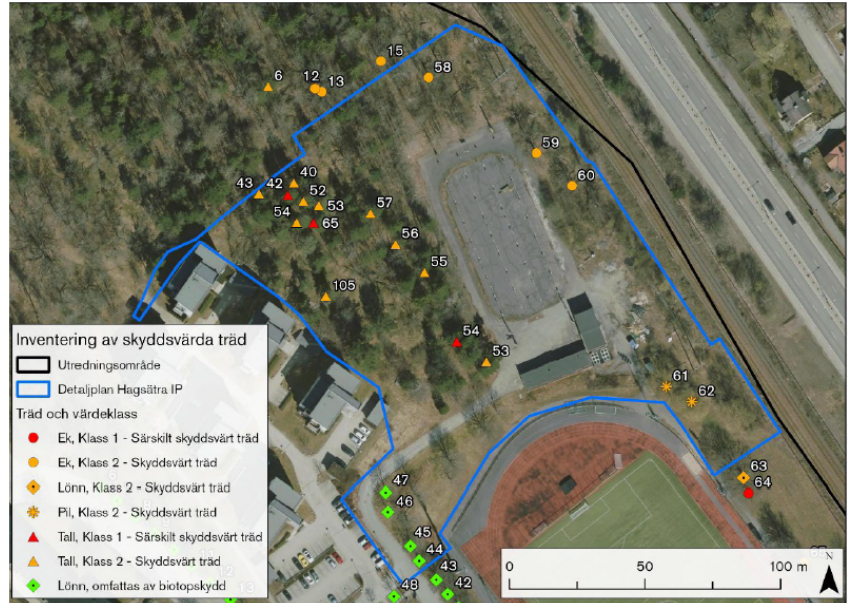 15
58
6
12
13
59
60
43
42
40
52
53
54
65
57
56
55
105
54
53
61
62
63
64
47
46
45
44
43
42
48
13
Inventering av skyddsvärda träd
Utredningsområde
Detaljplan Hagsätra IP
Träd och värdeklass
Ek, Klass 1 - Särskilt skyddsvärt träd
Ek, Klass 2 - Skyddsvärt träd
Lönn, Klass 2 - Skyddsvärt träd
Pil, Klass 2 - Skyddsvärt träd
Tall, Klass 1 - Särskilt skyddsvärt träd
Tall, Klass 2 - Skyddsvärt träd
Lönn, omfattas av biotopskydd
0 50 100 m
N